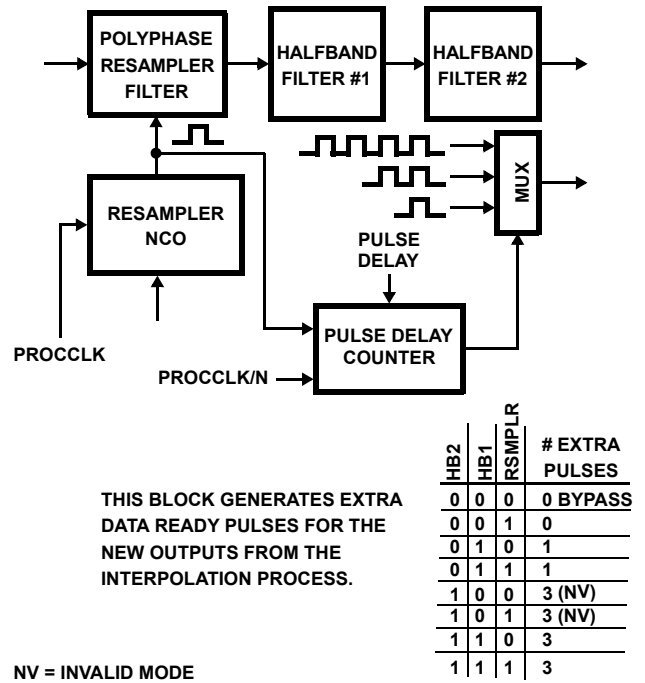 POLYPHASE
RESAMPLER
FILTER
HALFBAND
FILTER #1
HALFBAND
FILTER #2
MUX
RESAMPLER
NCO
PULSE
DELAY
PULSE DELAY
COUNTER
PROCCLK
PROCCLK/N
HB2 HB1 RSMPLR # EXTRA PULSES
0 0 0 0 BYPASS
0 0 1 0
0 1 0 1
0 1 1 1
1 0 0 3 (NV)
1 0 1 3 (NV)
1 1 0 3
1 1 1 3
THIS BLOCK GENERATES EXTRA
DATA READY PULSES FOR THE
NEW OUTPUTS FROM THE
INTERPOLATION PROCESS.
NV = INVALID MODE